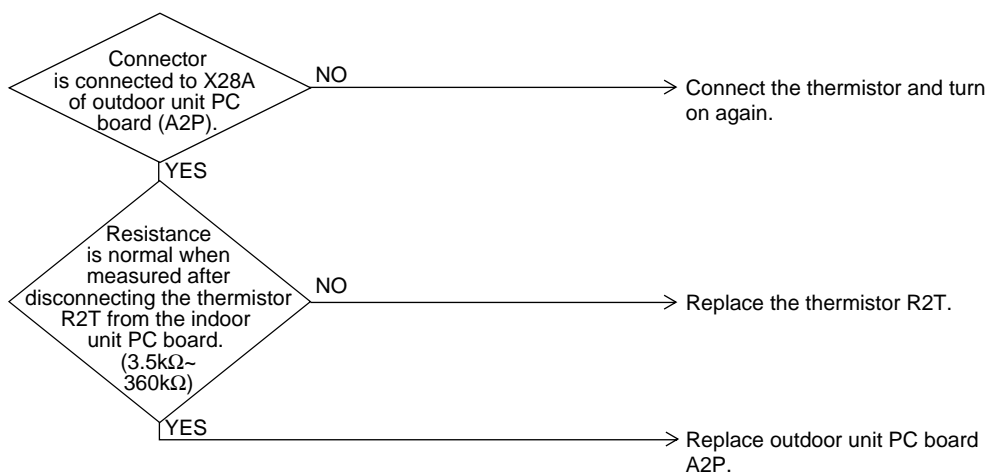 Connector
is connected to X28A
of outdoor unit PC
board (A2P).
NO
Connect the thermistor and turn
on again.
YES
Resistance
is normal when
measured after
disconnecting the thermistor
R2T from the indoor
unit PC board.
(3.5kΩ~
360kΩ)
NO
Replace the thermistor R2T.
YES
Replace outdoor unit PC board
A2P.